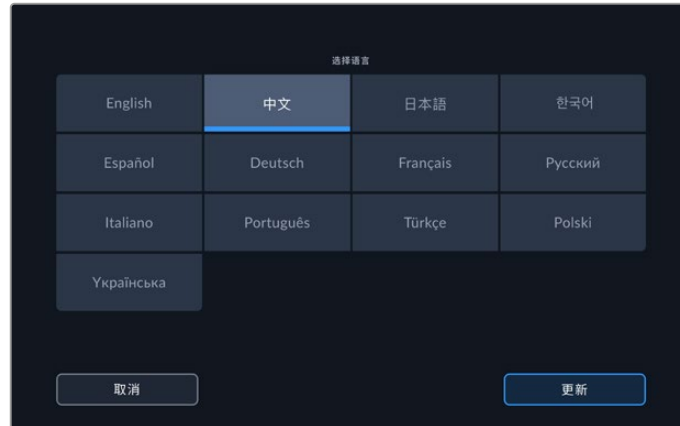 选择语言
English 中文 日本語 한국어
Español Deutsch Français Русский
Italiano Português Türkçe Polski
Українська
取消 更新